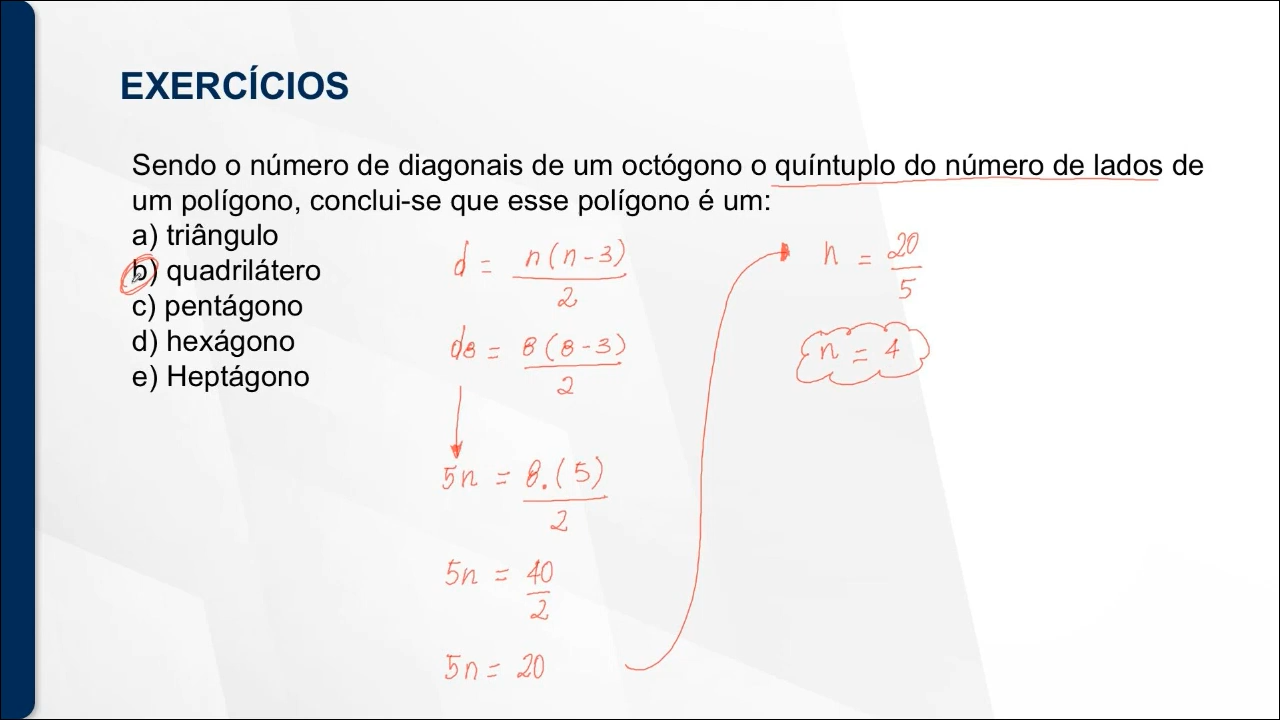 EXERCÍCIOS
Sendo o número de diagonais de um octógono o quíntuplo do número de lados de
um polígono, conclui-se que esse polígono é um:
a) triângulo
b) quadrilátero
c) pentágono
d) hexágono
e) Heptágono
d = n(n-3)
2
d8 = 8(8-3)
2
5n = 8.(5)
2
5n = 40
2
5n = 20
n = 20
5
n = 4